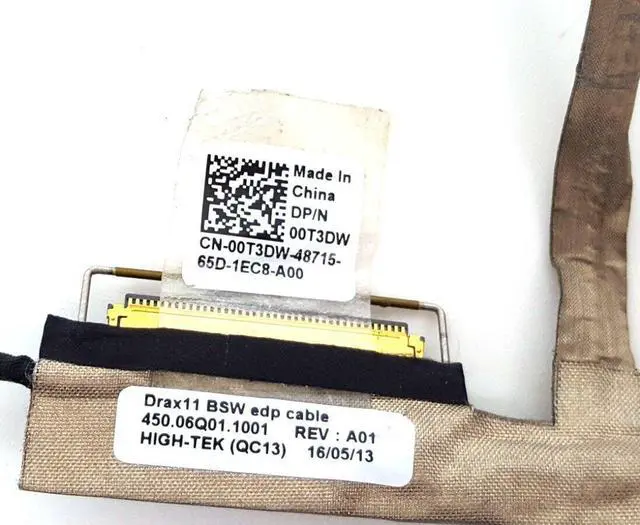 Made In
China
DP/N
00T3DW
CN-00T3DW-48715-
65D-1EC8-A00
Drax11 BSW edp cable
450.06Q01.1001 REV : A01
HIGH-TEK (QC13) 16/05/13